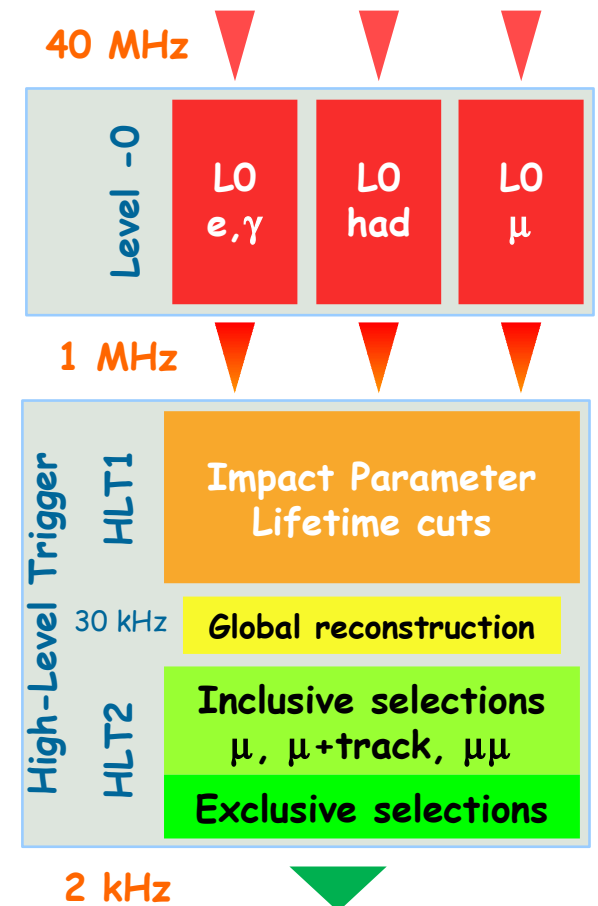 40 MHz
Level -0
L0
e,γ
L0
had
L0
μ
1 MHz
High-Level Trigger
HLT1
Impact Parameter
Lifetime cuts
30 kHz
Global reconstruction
HLT2
Inclusive selections
μ, μ+track, μμ
Exclusive selections
2 kHz